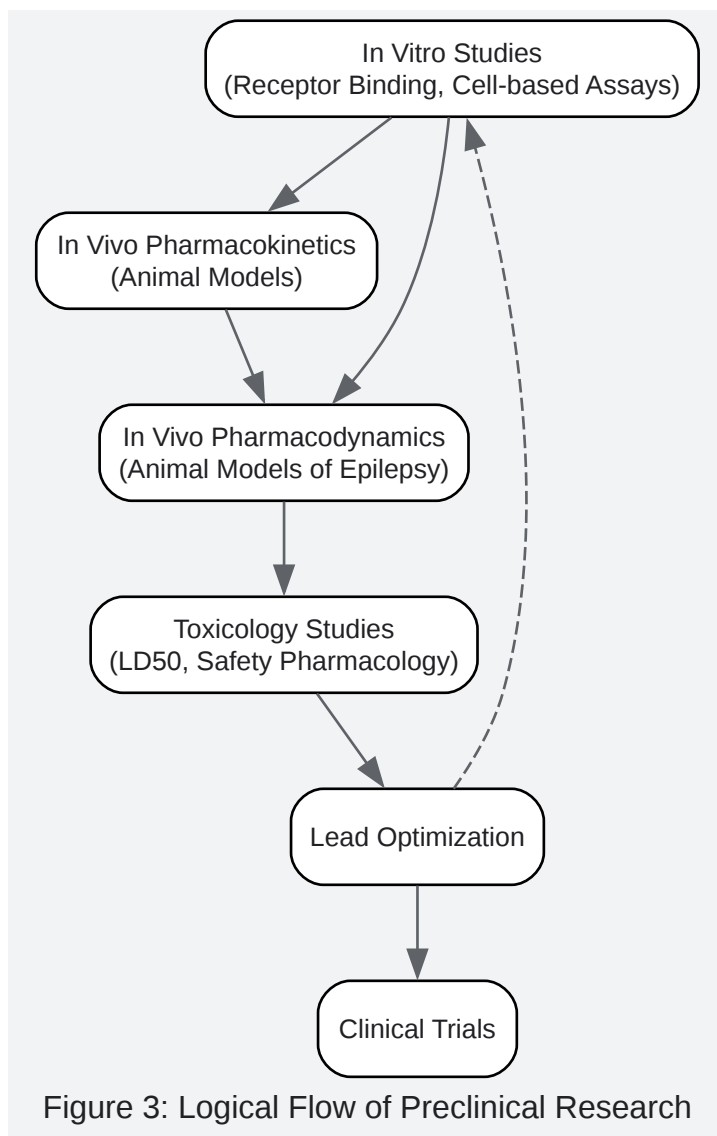 In Vitro Studies
(Receptor Binding, Cell-based Assays)
In Vivo Pharmacokinetics
(Animal Models)
In Vivo Pharmacodynamics
(Animal Models of Epilepsy)
Toxicology Studies
(LD50, Safety Pharmacology)
Lead Optimization
Clinical Trials
Figure 3: Logical Flow of Preclinical Research